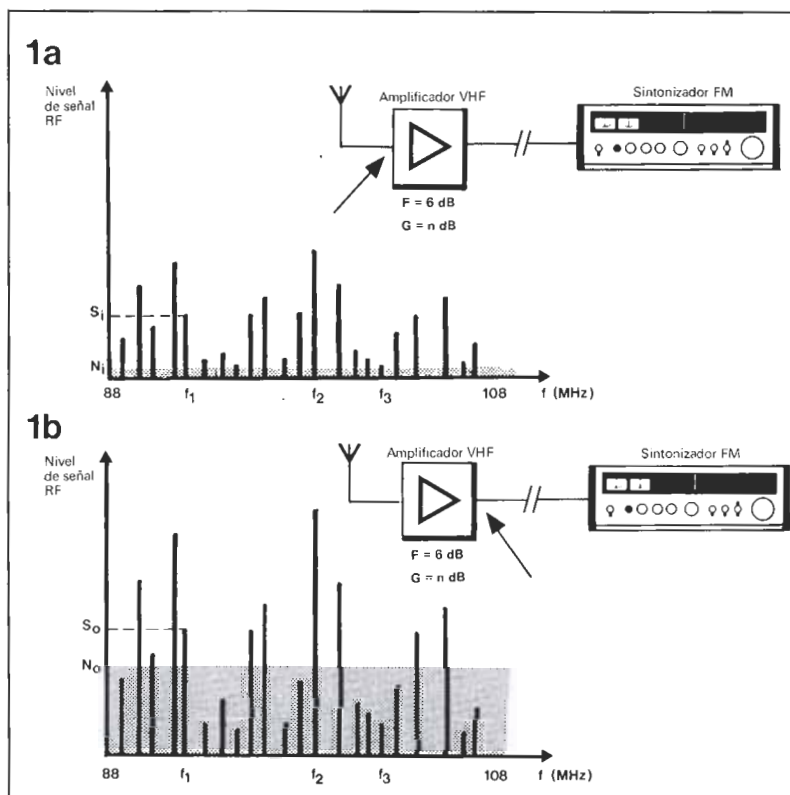 1a
Nivel
de señal
RF
Amplificador VHF
Sintonizador FM
F = 6 dB
G = n dB
Si
Ni
88
f1
f2
f3
108
f (MHz)
1b
Nivel
de señal
RF
Amplificador VHF
Sintonizador FM
F = 6 dB
G = n dB
So
No
88
f1
f2
f3
108
f (MHz)